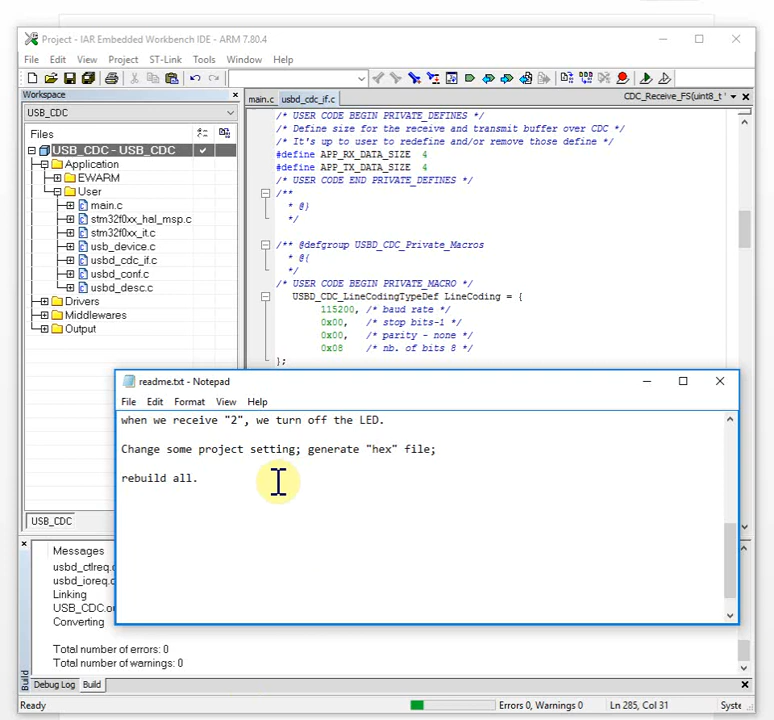 Project - IAR Embedded Workbench IDE - ARM 7.80.4
File Edit View Project ST-Link Tools Window Help
Workspace
main.c usbd_cdc_if.c
CDC_Receive_FS(uint8_t
USB_CDC
Files
USB_CDC - USB_CDC
Application
EWARM
User
main.c
stm32f0xx_hal_msp.c
stm32f0xx_it.c
usb_device.c
usbd_cdc_if.c
usbd_conf.c
usbd_desc.c
Drivers
Middlewares
Output
USB_CDC
/* USER CODE BEGIN PRIVATE_DEFINES */
/* Define size for the receive and transmit buffer over CDC */
/* It's up to user to redefine and/or remove those define */
#define APP_RX_DATA_SIZE 4
#define APP_TX_DATA_SIZE 4
/* USER CODE END PRIVATE_DEFINES */
/**
* @}
*/
/** @defgroup USBD_CDC_Private_Macros
* @{
*/
/* USER CODE BEGIN PRIVATE_MACRO */
USBD_CDC_LineCodingTypeDef LineCoding = {
115200, /* baud rate */
0x00, /* stop bits-1 */
0x00, /* parity - none */
0x08 /* nb. of bits 8 */
};
readme.txt - Notepad
File Edit Format View Help
when we receive "2", we turn off the LED.
Change some project setting; generate "hex" file;
rebuild all.
Messages
usbd_ctlreq.
usbd_ioreq.c
Linking
USB_CDC.o
Converting
Total number of errors: 0
Total number of warnings: 0
Build
Debug Log Build
Ready
Errors 0, Warnings 0
Ln 285, Col 31
Syste